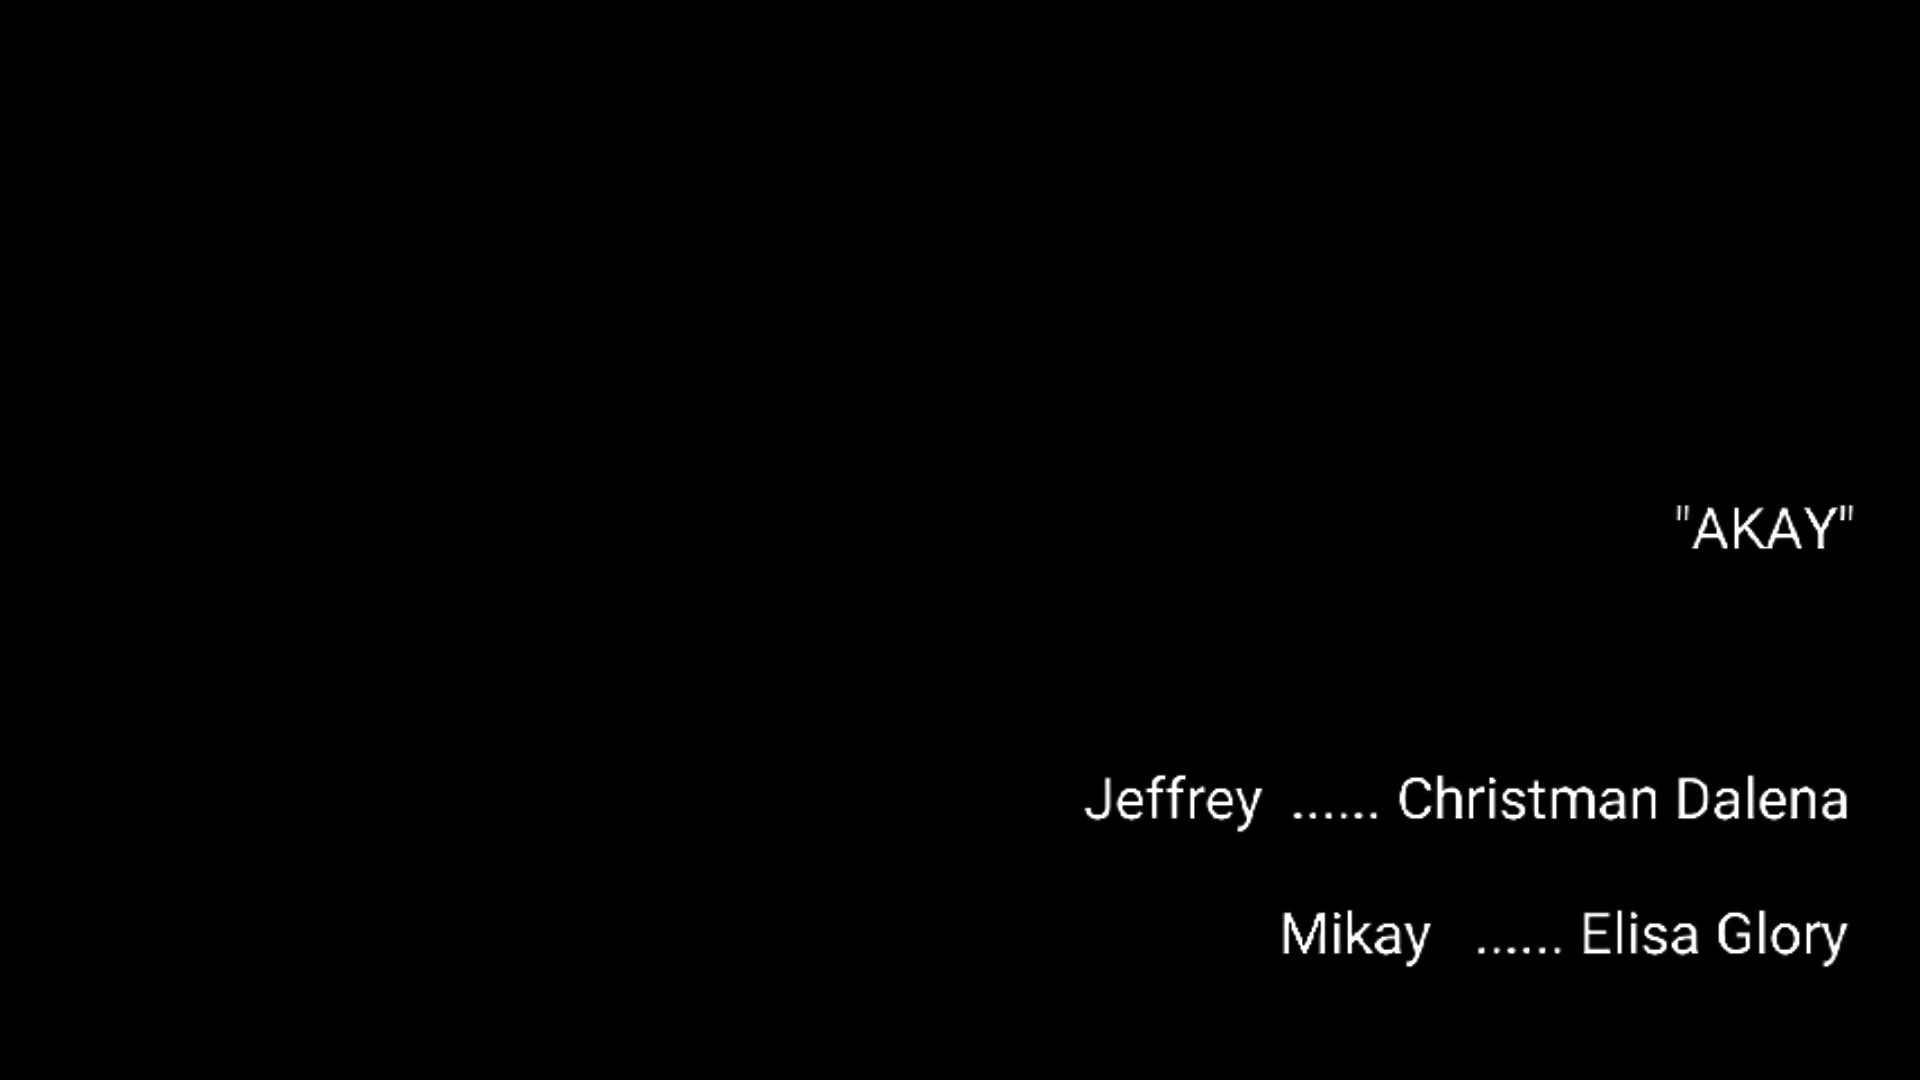 "AKAY"
Jeffrey ...... Christman Dalena
Mikay ...... Elisa Glory